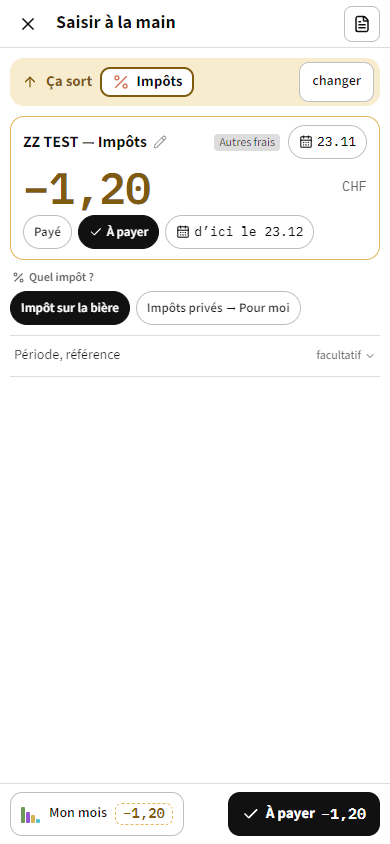 Saisir à la main
Ça sort % Impôts changer
ZZ TEST — Impôts Autres frais 23.11
−1,20 CHF
Payé À payer d’ici le 23.12
% Quel impôt ?
Impôt sur la bière Impôts privés → Pour moi
Période, référence facultatif
Mon mois −1,20 À payer −1,20